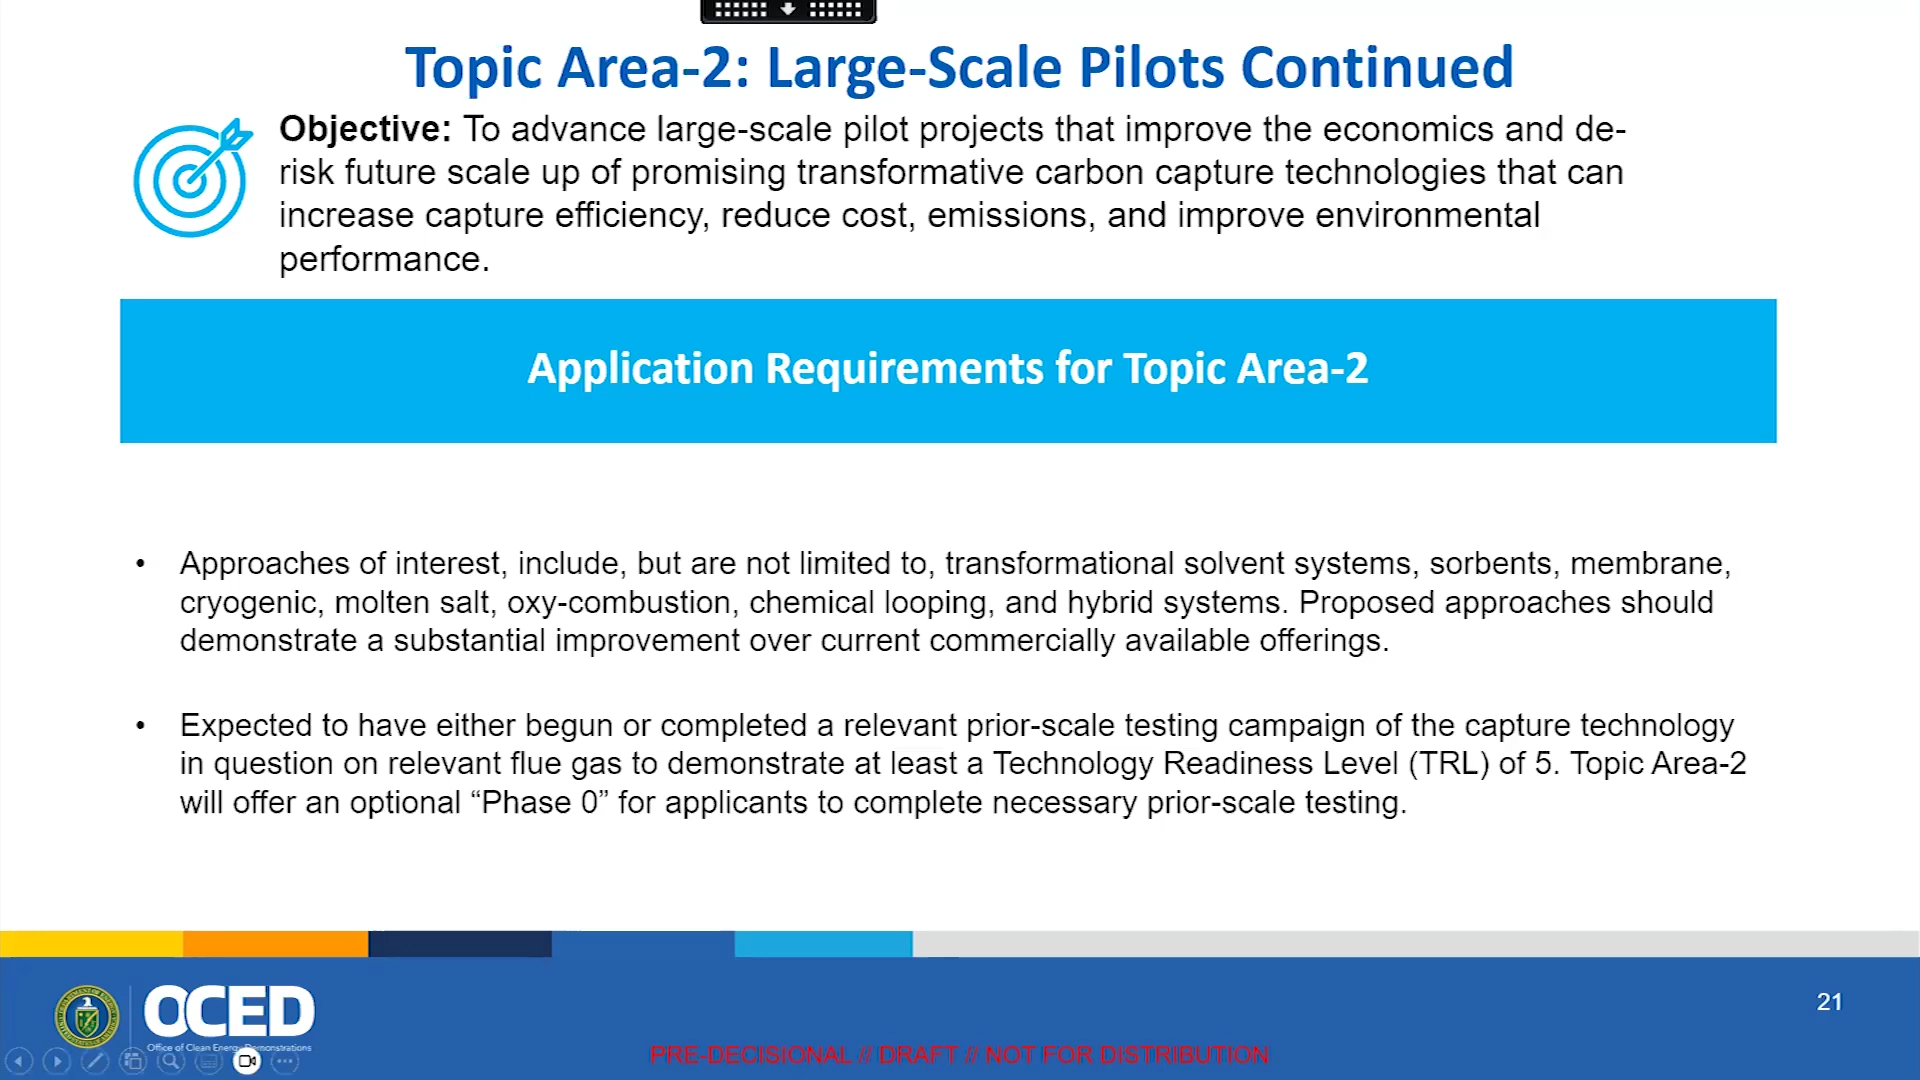 Topic Area-2: Large-Scale Pilots Continued
Objective: To advance large-scale pilot projects that improve the economics and de-
risk future scale up of promising transformative carbon capture technologies that can
increase capture efficiency, reduce cost, emissions, and improve environmental
performance.
Application Requirements for Topic Area-2
• Approaches of interest, include, but are not limited to, transformational solvent systems, sorbents, membrane,
cryogenic, molten salt, oxy-combustion, chemical looping, and hybrid systems. Proposed approaches should
demonstrate a substantial improvement over current commercially available offerings.
• Expected to have either begun or completed a relevant prior-scale testing campaign of the capture technology
in question on relevant flue gas to demonstrate at least a Technology Readiness Level (TRL) of 5. Topic Area-2
will offer an optional “Phase 0” for applicants to complete necessary prior-scale testing.
OCED
Office of Clean Energy Demonstrations
21
PRE-DECISIONAL // DRAFT // NOT FOR DISTRIBUTION